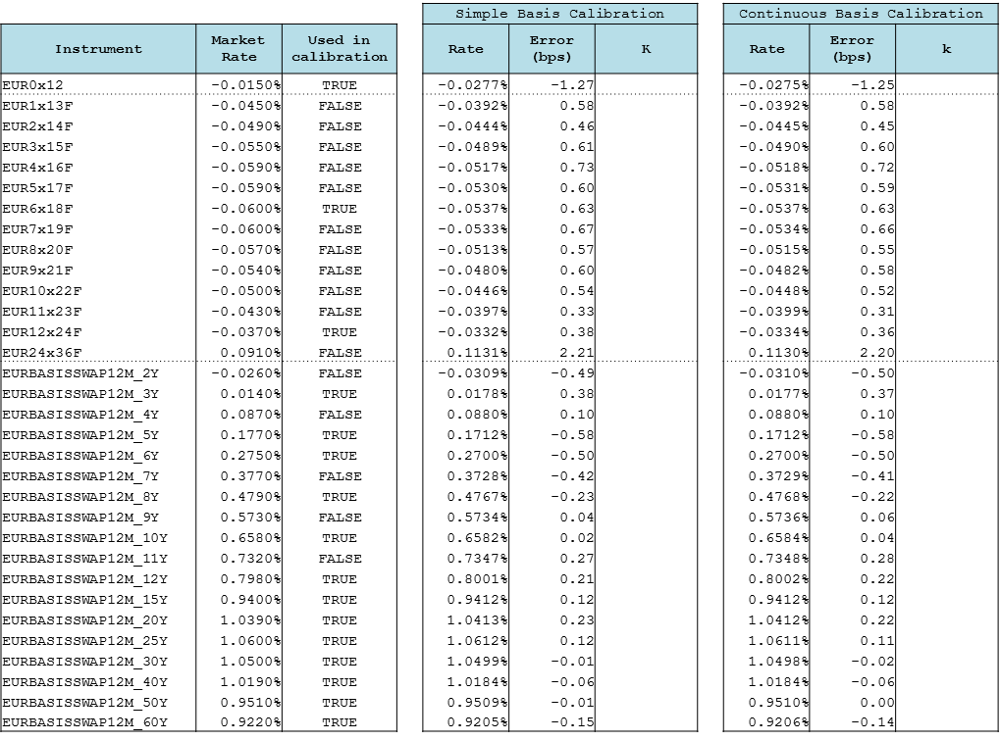 Simple Basis Calibration Continuous Basis Calibration
Instrument Market Rate Used in calibration Rate Error (bps) K Rate Error (bps) k
EUR0x12 -0.0150% TRUE -0.0277% -1.27 -0.0275% -1.25
EUR1x13F -0.0450% FALSE -0.0392% 0.58 -0.0392% 0.58
EUR2x14F -0.0490% FALSE -0.0444% 0.46 -0.0445% 0.45
EUR3x15F -0.0550% FALSE -0.0489% 0.61 -0.0490% 0.60
EUR4x16F -0.0590% FALSE -0.0517% 0.73 -0.0518% 0.72
EUR5x17F -0.0590% FALSE -0.0530% 0.60 -0.0531% 0.59
EUR6x18F -0.0600% TRUE -0.0537% 0.63 -0.0537% 0.63
EUR7x19F -0.0600% FALSE -0.0533% 0.67 -0.0534% 0.66
EUR8x20F -0.0570% FALSE -0.0513% 0.57 -0.0515% 0.55
EUR9x21F -0.0540% FALSE -0.0480% 0.60 -0.0482% 0.58
EUR10x22F -0.0500% FALSE -0.0446% 0.54 -0.0448% 0.52
EUR11x23F -0.0430% FALSE -0.0397% 0.33 -0.0399% 0.31
EUR12x24F -0.0370% TRUE -0.0332% 0.38 -0.0334% 0.36
EUR24x36F 0.0910% FALSE 0.1131% 2.21 0.1130% 2.20
EURBASISSWAP12M_2Y -0.0260% FALSE -0.0309% -0.49 -0.0310% -0.50
EURBASISSWAP12M_3Y 0.0140% TRUE 0.0178% 0.38 0.0177% 0.37
EURBASISSWAP12M_4Y 0.0870% FALSE 0.0880% 0.10 0.0880% 0.10
EURBASISSWAP12M_5Y 0.1770% TRUE 0.1712% -0.58 0.1712% -0.58
EURBASISSWAP12M_6Y 0.2750% TRUE 0.2700% -0.50 0.2700% -0.50
EURBASISSWAP12M_7Y 0.3770% FALSE 0.3728% -0.42 0.3729% -0.41
EURBASISSWAP12M_8Y 0.4790% TRUE 0.4767% -0.23 0.4768% -0.22
EURBASISSWAP12M_9Y 0.5730% FALSE 0.5734% 0.04 0.5736% 0.06
EURBASISSWAP12M_10Y 0.6580% TRUE 0.6582% 0.02 0.6584% 0.04
EURBASISSWAP12M_11Y 0.7320% FALSE 0.7347% 0.27 0.7348% 0.28
EURBASISSWAP12M_12Y 0.7980% TRUE 0.8001% 0.21 0.8002% 0.22
EURBASISSWAP12M_15Y 0.9400% TRUE 0.9412% 0.12 0.9412% 0.12
EURBASISSWAP12M_20Y 1.0390% TRUE 1.0413% 0.23 1.0412% 0.22
EURBASISSWAP12M_25Y 1.0600% TRUE 1.0612% 0.12 1.0611% 0.11
EURBASISSWAP12M_30Y 1.0500% TRUE 1.0499% -0.01 1.0498% -0.02
EURBASISSWAP12M_40Y 1.0190% TRUE 1.0184% -0.06 1.0184% -0.06
EURBASISSWAP12M_50Y 0.9510% TRUE 0.9509% -0.01 0.9510% 0.00
EURBASISSWAP12M_60Y 0.9220% TRUE 0.9205% -0.15 0.9206% -0.14